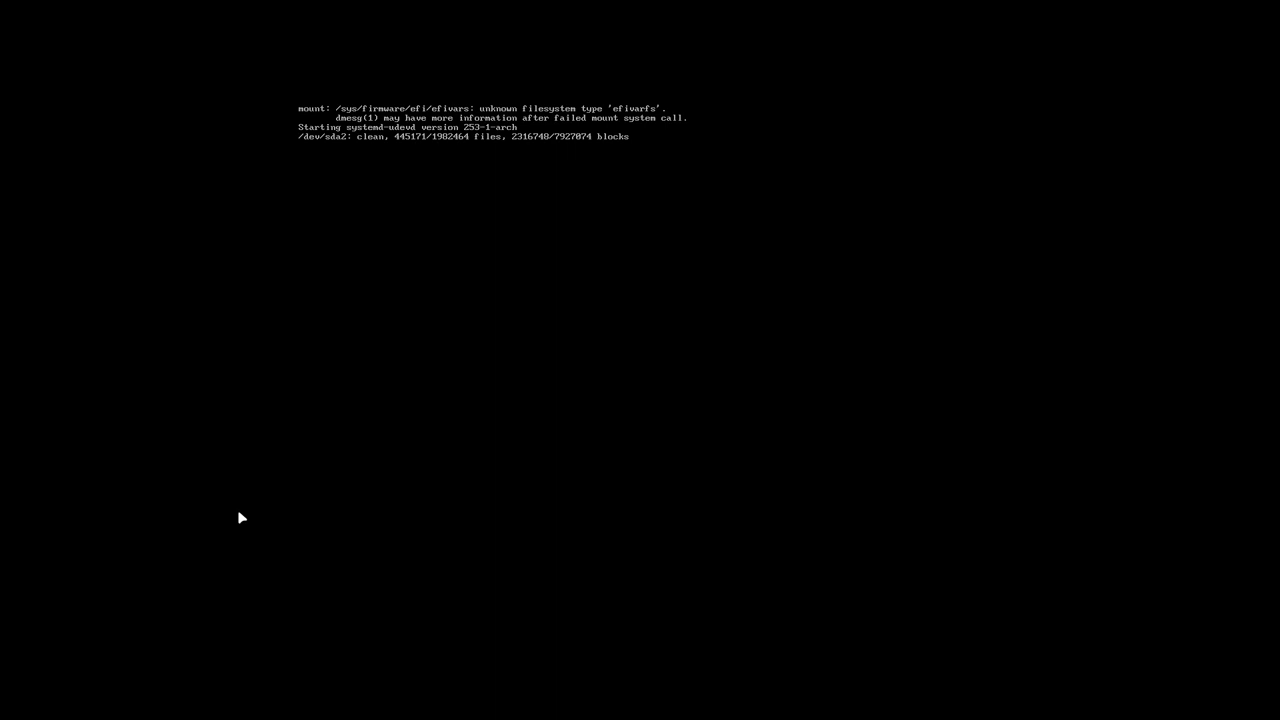 mount: /sys/firmware/efi/efivars: unknown filesystem type 'efivarfs'.
dmesg(1) may have more information after failed mount system call.
Starting systemd-udevd version 253-1-arch
/dev/sda2: clean, 445171/1982464 files, 2316748/7927074 blocks